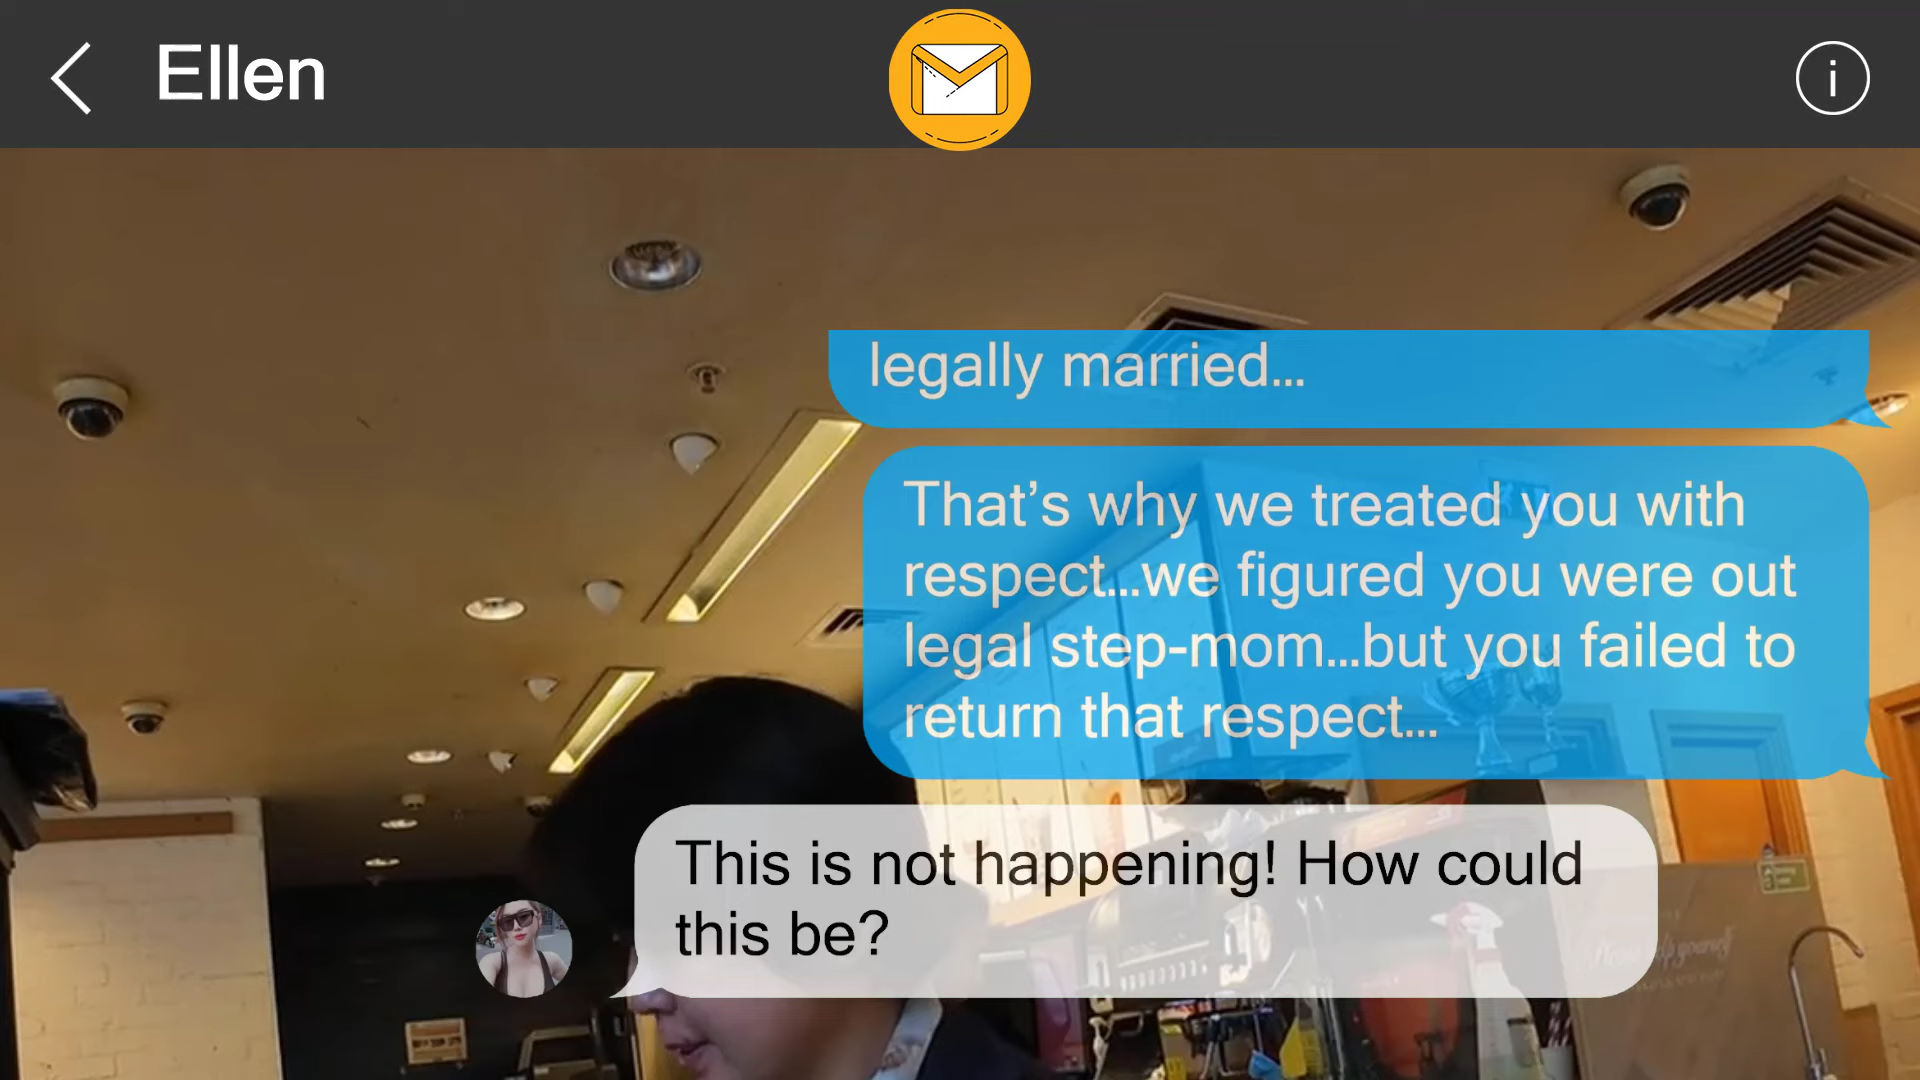 Ellen
legally married...
That’s why we treated you with
respect...we figured you were out
legal step-mom...but you failed to
return that respect...
This is not happening! How could
this be?